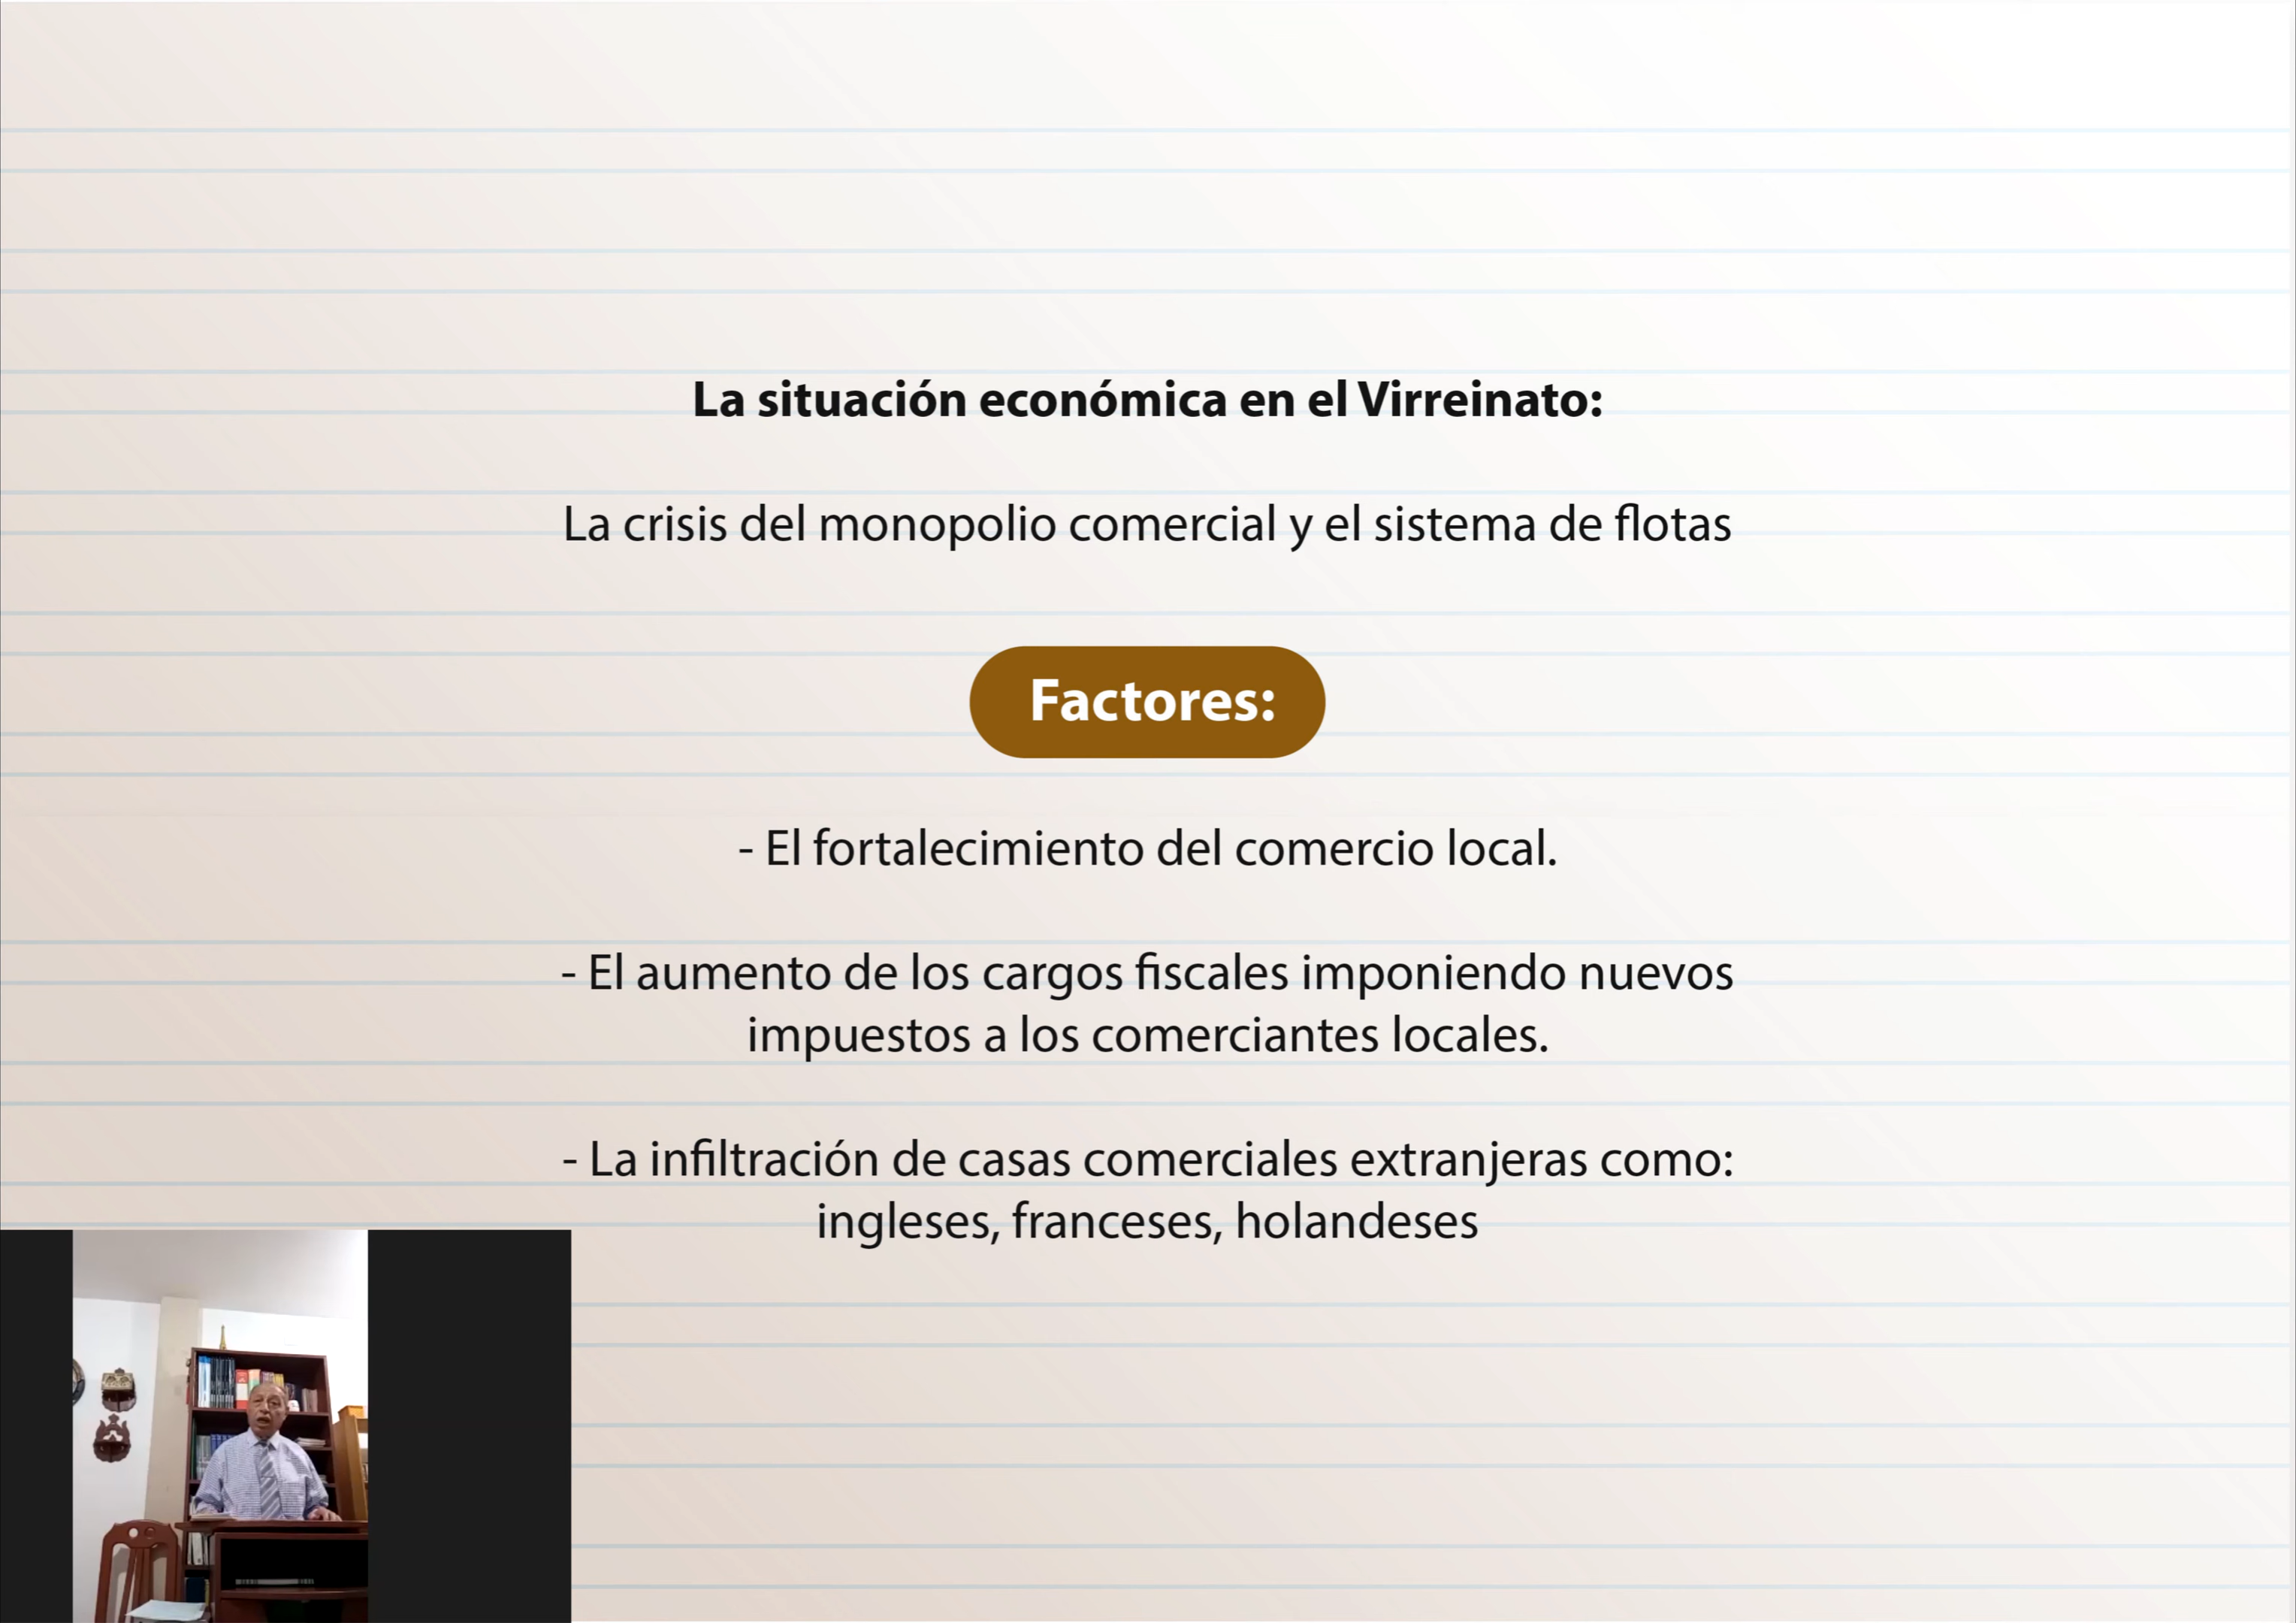 La situación económica en el Virreinato:
La crisis del monopolio comercial y el sistema de flotas
Factores:
- El fortalecimiento del comercio local.
- El aumento de los cargos fiscales imponiendo nuevos
impuestos a los comerciantes locales.
- La infiltración de casas comerciales extranjeras como:
ingleses, franceses, holandeses